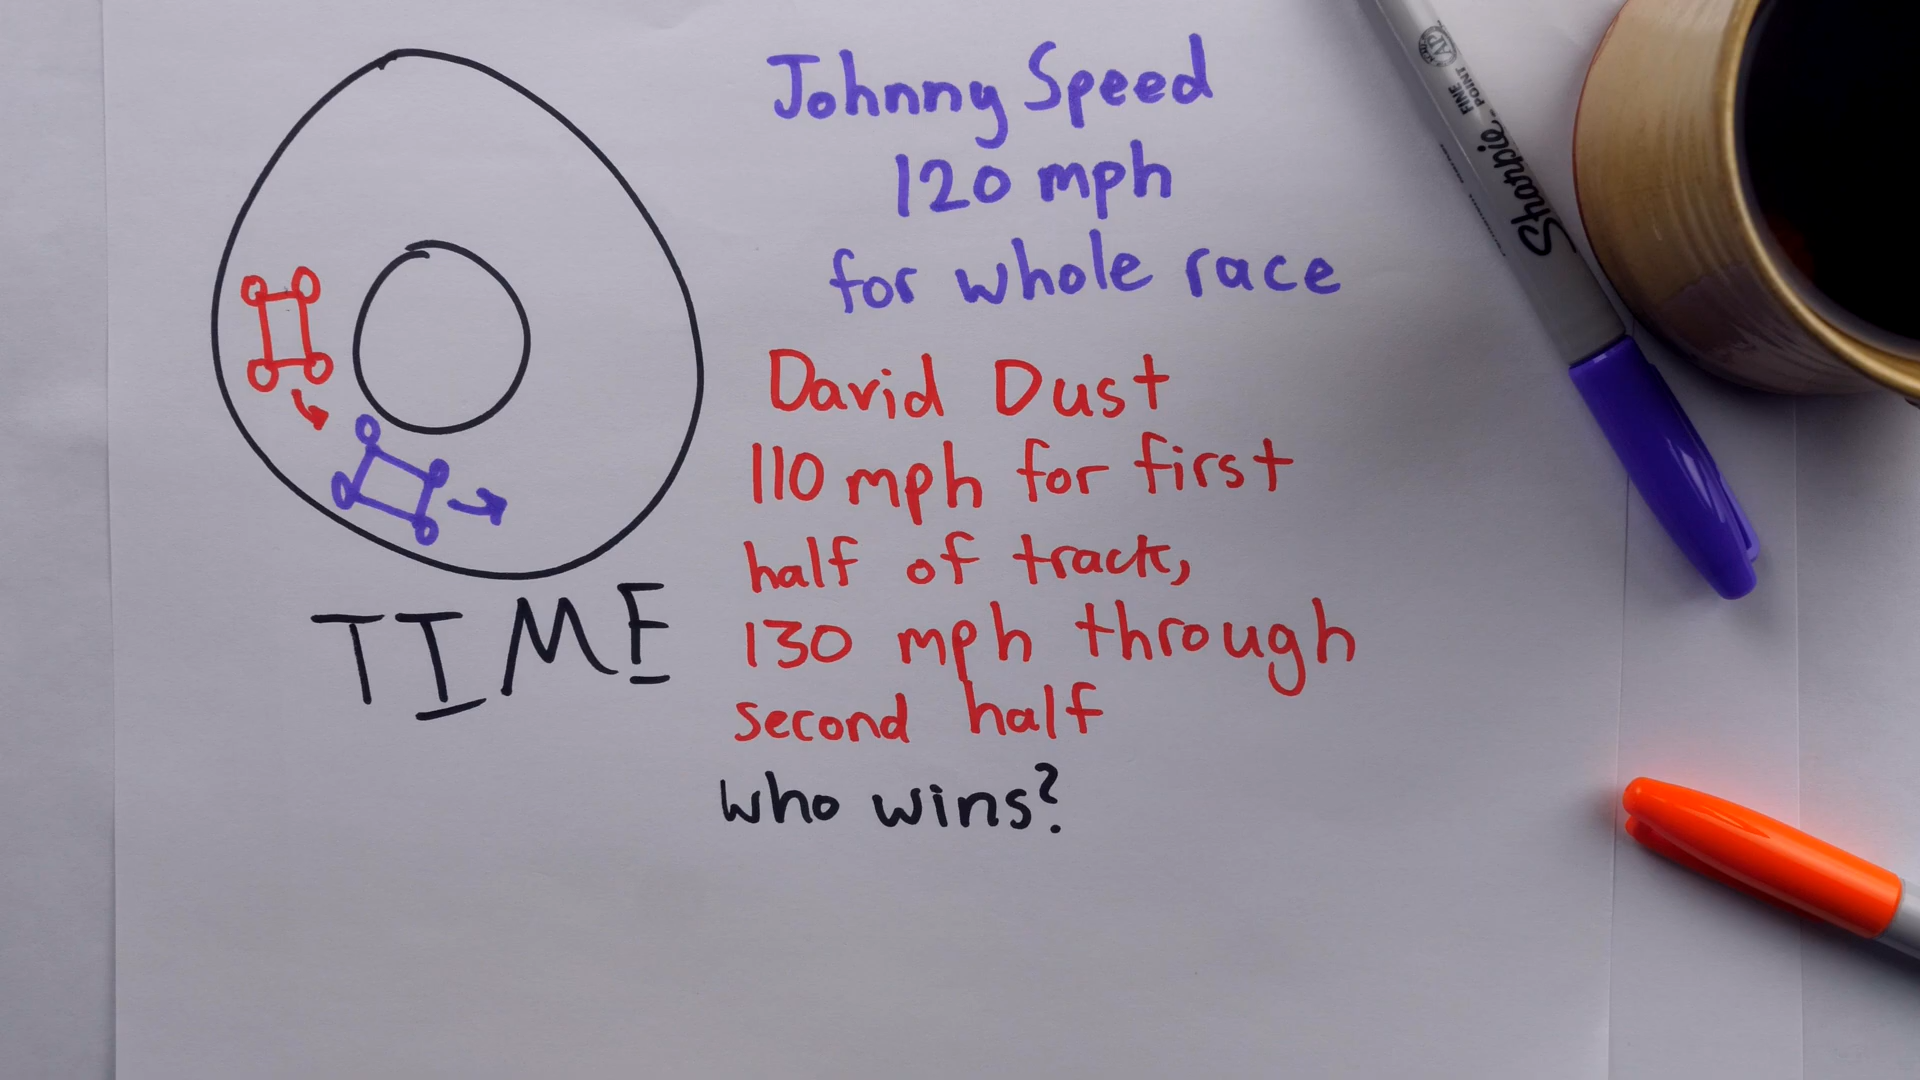 Johnny Speed
120 mph
for whole race
David Dust
110 mph for first
half of track,
130 mph through
second half
who wins?
TIME
Sharpie
FINE
POINT
AP